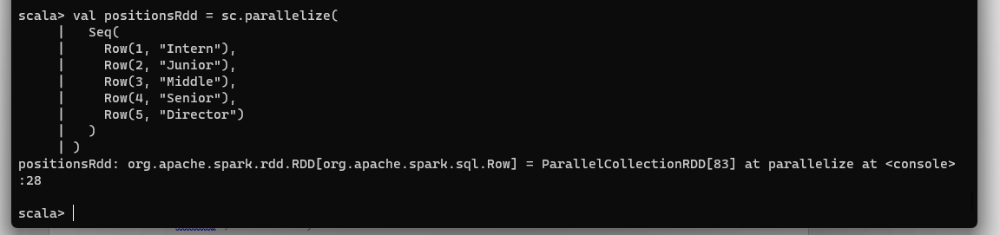 scala> val positionsRdd = sc.parallelize(
     |   Seq(
     |     Row(1, "Intern"),
     |     Row(2, "Junior"),
     |     Row(3, "Middle"),
     |     Row(4, "Senior"),
     |     Row(5, "Director")
     |   )
     | )
positionsRdd: org.apache.spark.rdd.RDD[org.apache.spark.sql.Row] = ParallelCollectionRDD[83] at parallelize at <console>
:28
scala>